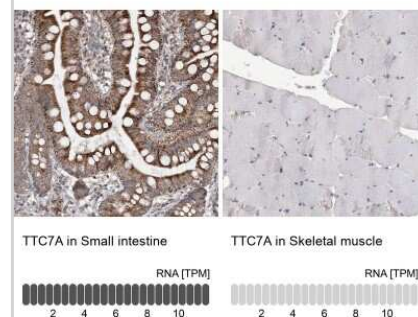 TTC7A in Small intestine
TTC7A in Skeletal muscle
RNA [TPM]
RNA [TPM]
2 4 6 8 10
2 4 6 8 10